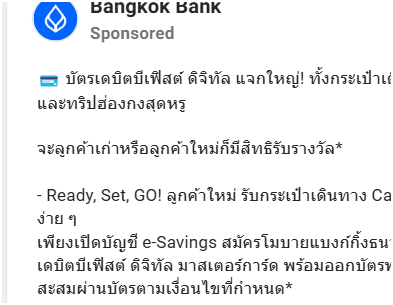 Bangkok Bank
Sponsored
บัตรเดบิตบีเฟิสต์ ดิจิทัล แจกใหญ่! ทั้งกระเป๋าเ
และทริปฮ่องกงสุดหรู
จะลูกค้าเก่าหรือลูกค้าใหม่ก็มีสิทธิรับรางวัล*
- Ready, Set, GO! ลูกค้าใหม่ รับกระเป๋าเดินทาง Ca
ง่าย ๆ
เพียงเปิดบัญชี e-Savings สมัครโมบายแบงก์กิ้งธน
เดบิตบีเฟิสต์ ดิจิทัล มาสเตอร์การ์ด พร้อมออกบัตร
สะสมผ่านบัตรตามเงื่อนไขที่กำหนด*